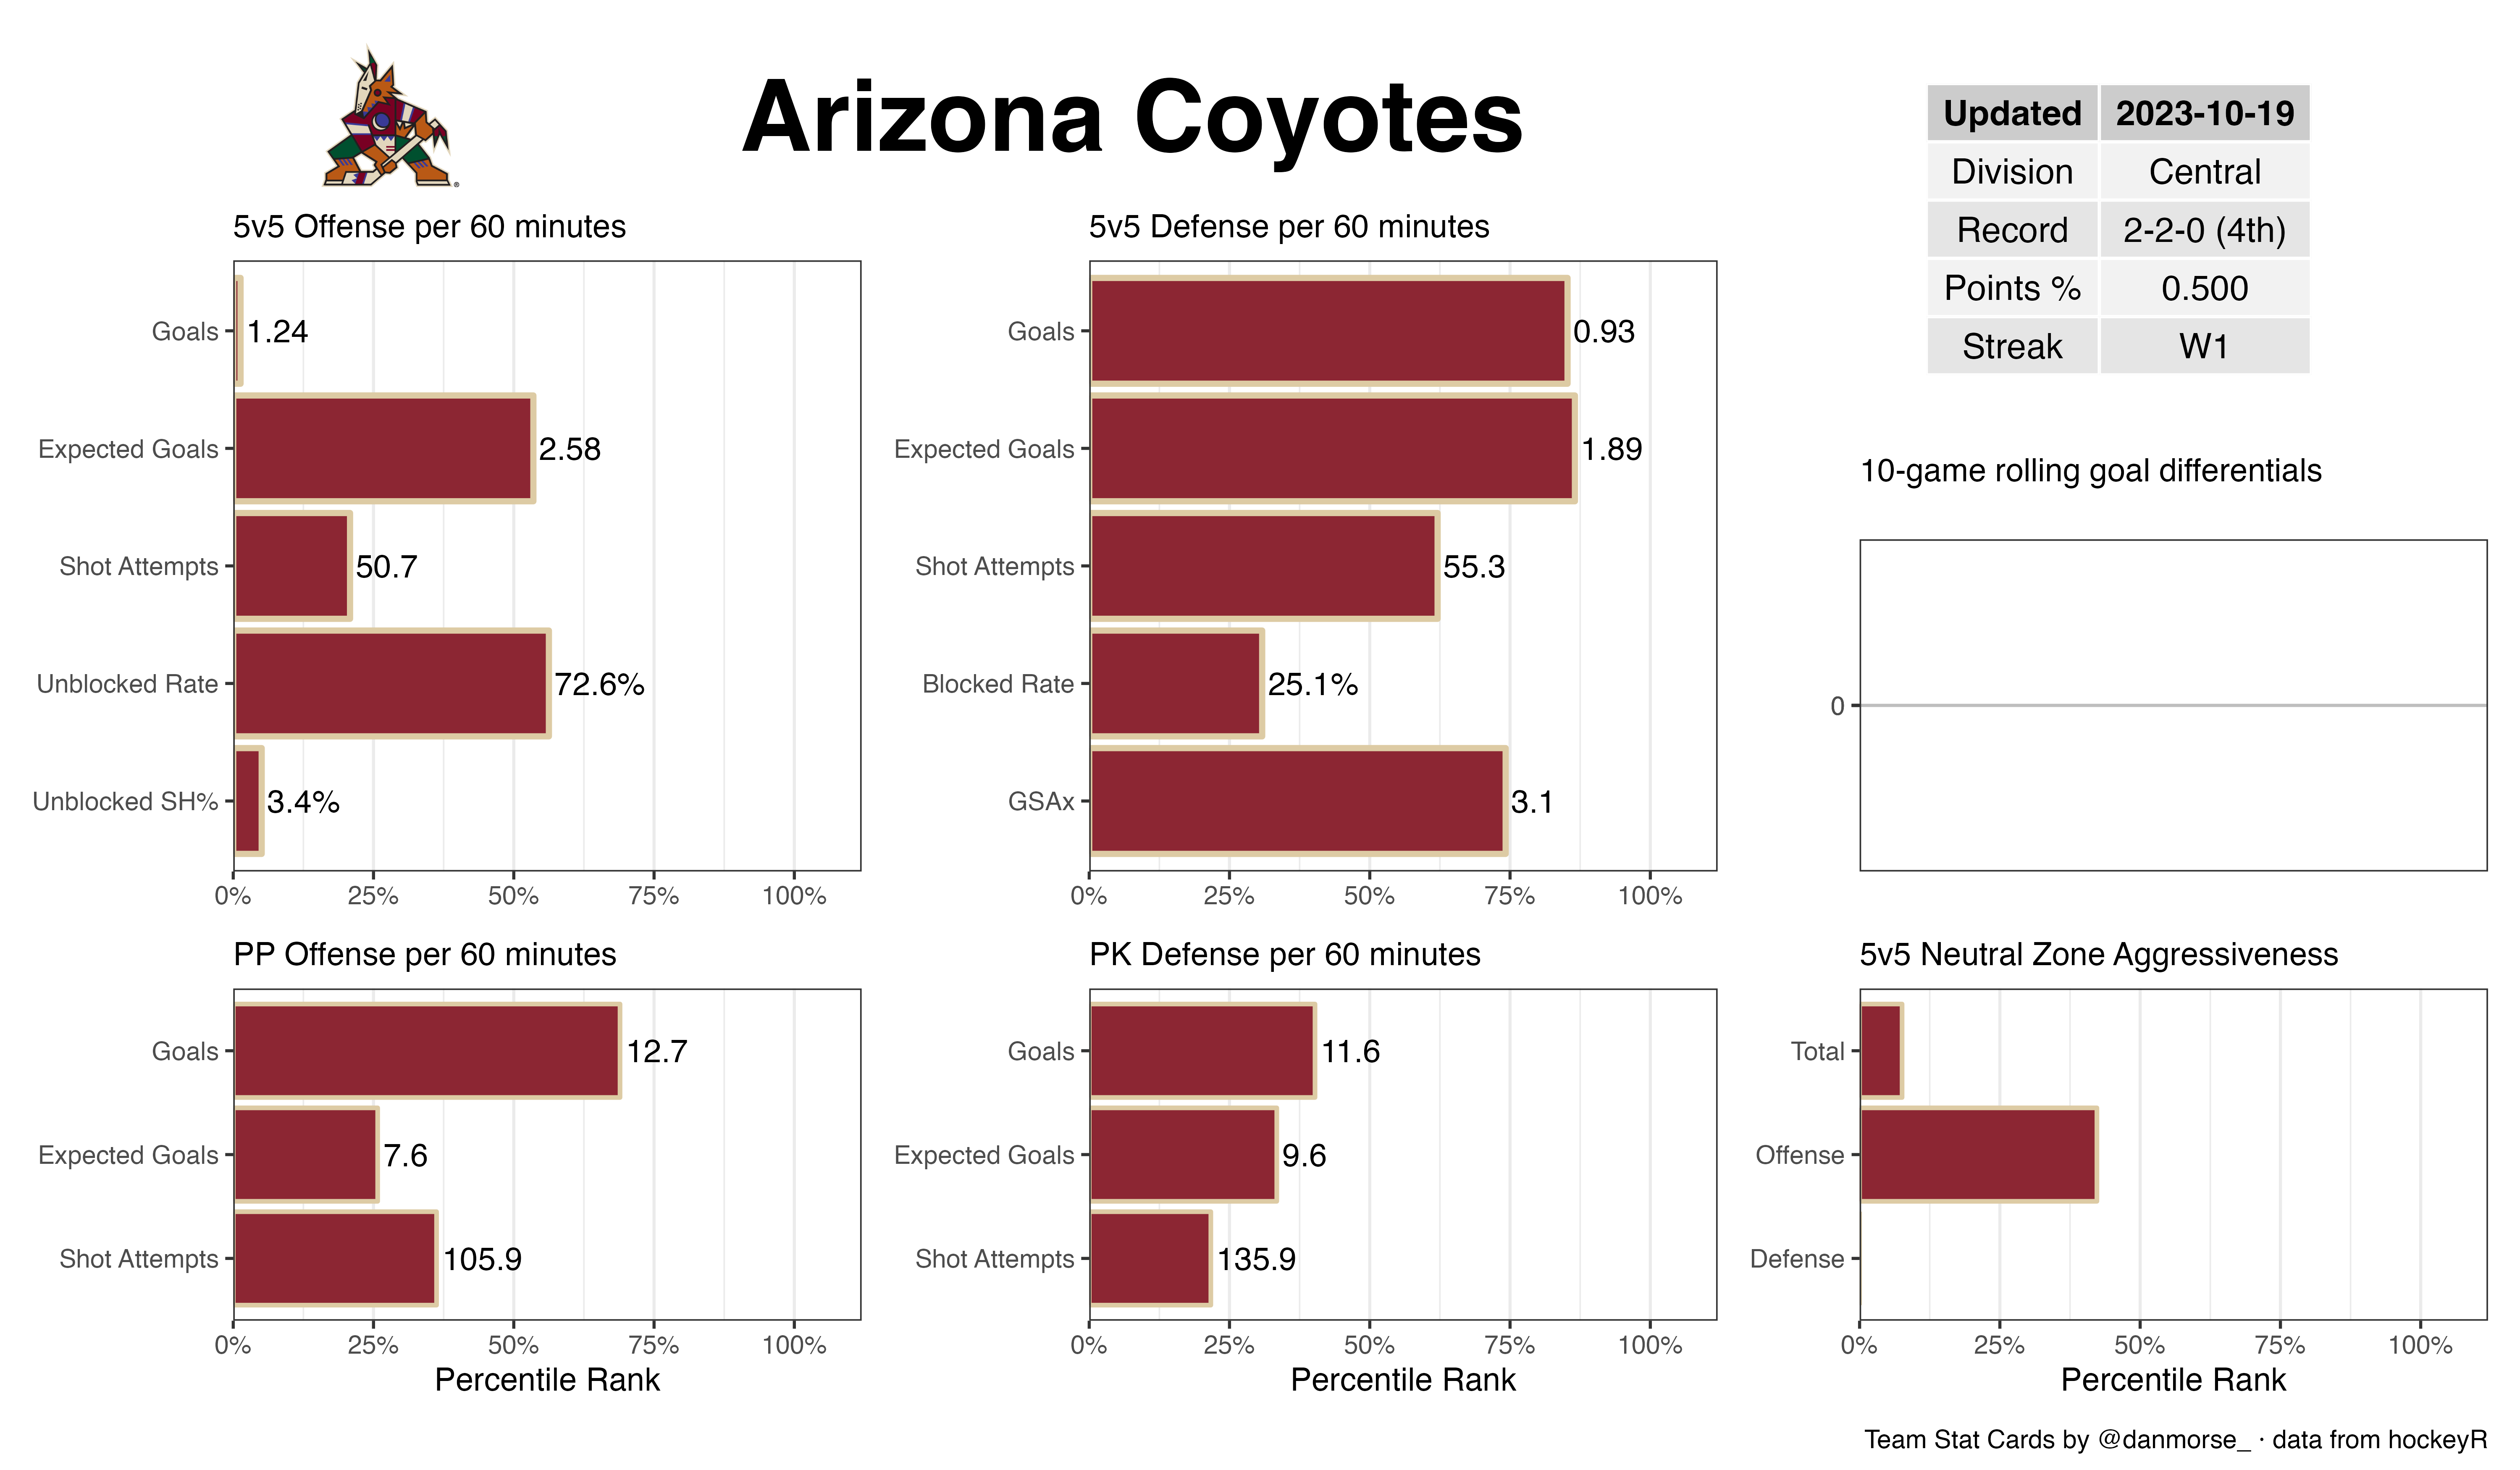 Arizona Coyotes
Updated 2023-10-19
Division Central
Record 2-2-0 (4th)
Points % 0.500
Streak W1
5v5 Offense per 60 minutes
Goals 1.24
Expected Goals 2.58
Shot Attempts 50.7
Unblocked Rate 72.6%
Unblocked SH% 3.4%
0% 25% 50% 75% 100%
5v5 Defense per 60 minutes
Goals 0.93
Expected Goals 1.89
Shot Attempts 55.3
Blocked Rate 25.1%
GSAx 3.1
0% 25% 50% 75% 100%
10-game rolling goal differentials
0
PP Offense per 60 minutes
Goals 12.7
Expected Goals 7.6
Shot Attempts 105.9
0% 25% 50% 75% 100%
Percentile Rank
PK Defense per 60 minutes
Goals 11.6
Expected Goals 9.6
Shot Attempts 135.9
0% 25% 50% 75% 100%
Percentile Rank
5v5 Neutral Zone Aggressiveness
Total
Offense
Defense
0% 25% 50% 75% 100%
Percentile Rank
Team Stat Cards by @danmorse_ · data from hockeyR